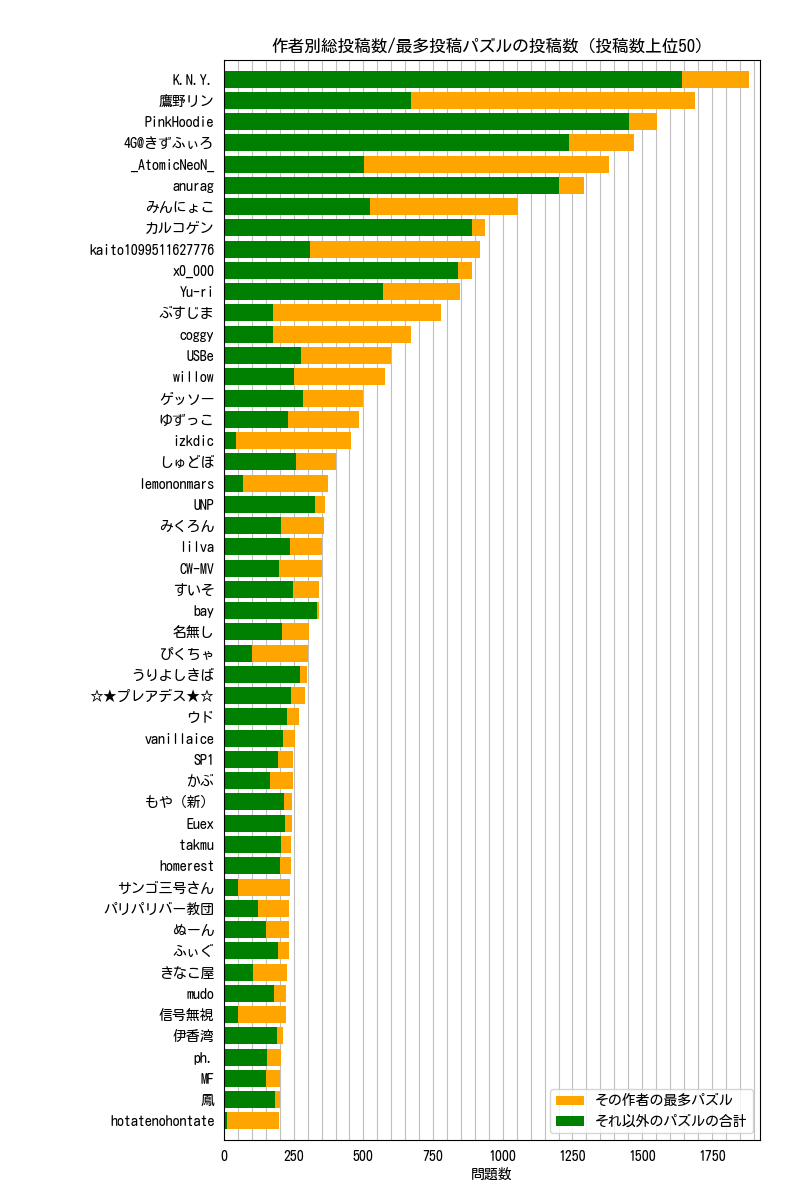 作者別総投稿数/最多投稿パズルの投稿数 (投稿数上位50)
K.N.Y.
鷹野リン
PinkHoodie
4G@きずふぃろ
_AtomicNeoN_
anurag
みんにょこ
カルコゲン
kaito1099511627776
x0_000
Yu-ri
ぶすじま
coggy
USBe
willow
ゲッソー
ゆずっこ
izkdic
しゅどぼ
lemononmars
UNP
みくろん
lilva
CW-MV
すいそ
bay
名無し
ぴくちゃ
うりよしきば
☆★プレアデス★☆
ウド
vanillaice
SP1
かぶ
もや（新）
Euex
takmu
homerest
サンゴ三号さん
パリパリバー教団
ぬーん
ふぃぐ
きなこ屋
mudo
信号無視
伊香湾
ph.
MF
鳳
hotatenohontate
その作者の最多パズル
それ以外のパズルの合計
0 250 500 750 1000 1250 1500 1750
問題数